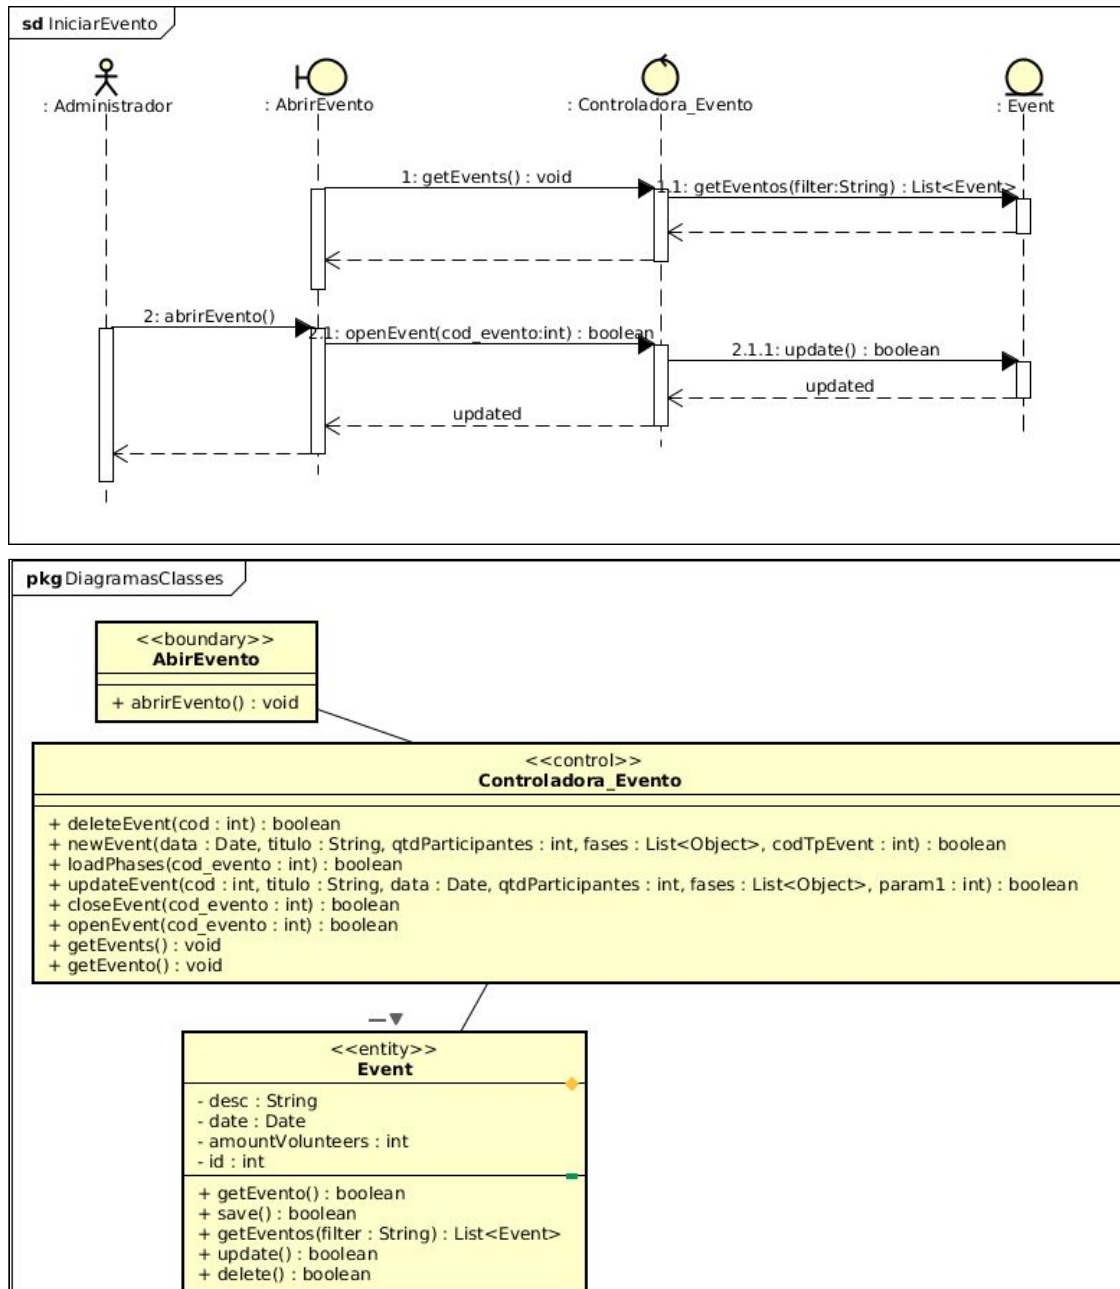 sd IniciarEvento
: Administrador
: AbrirEvento
: Controladora_Evento
: Event
1: getEvents() : void
1.1: getEventos(filter:String) : List<Event>
2: abrirEvento()
2.1: openEvent(cod_evento:int) : boolean
2.1.1: update() : boolean
updated
updated
pkg DiagramasClasses
<<boundary>>
AbirEvento
+ abrirEvento() : void
<<control>>
Controladora_Evento
+ deleteEvent(cod : int) : boolean
+ newEvent(data : Date, titulo : String, qtdParticipantes : int, fases : List<Object>, codTpEvent : int) : boolean
+ loadPhases(cod_evento : int) : boolean
+ updateEvent(cod : int, titulo : String, data : Date, qtdParticipantes : int, fases : List<Object>, param1 : int) : boolean
+ closeEvent(cod_evento : int) : boolean
+ openEvent(cod_evento : int) : boolean
+ getEvents() : void
+ getEvento() : void
<<entity>>
Event
- desc : String
- date : Date
- amountVolunteers : int
- id : int
+ getEvento() : boolean
+ save() : boolean
+ getEventos(filter : String) : List<Event>
+ update() : boolean
+ delete() : boolean